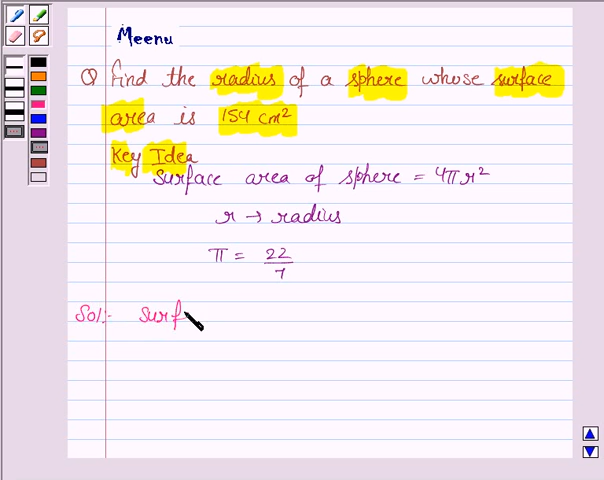 Meenu
Q Find the radius of a sphere whose surface
area is 154 cm²
Key Idea
Surface area of sphere = 4πr²
r → radius
π = 22/7
Sol:- Surf